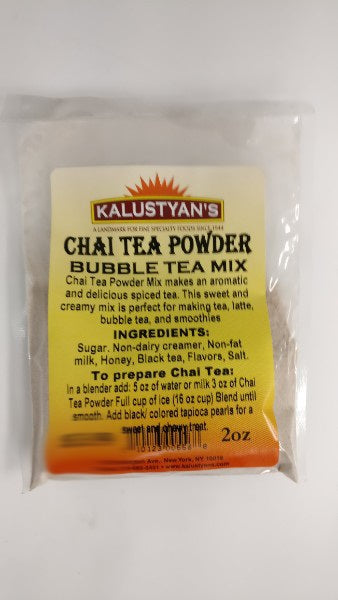 KALUSTYAN'S
A LANDMARK FOR FINE SPECIALTY FOODS SINCE 1944
CHAI TEA POWDER
BUBBLE TEA MIX
Chai Tea Powder Mix makes an aromatic
and delicious spiced tea. This sweet and
creamy mix is perfect for making tea, latte,
bubble tea, and smoothies
INGREDIENTS:
Sugar. Non-dairy creamer, Non-fat
milk, Honey, Black tea, Flavors, Salt.
To prepare Chai Tea:
In a blender add: 5 oz of water or milk 3 oz of Chai
Tea Powder Full cup of ice (16 oz cup) Blend until
smooth. Add black/ colored tapioca pearls for a
sweet and chewy treat.
2oz
Ave., New York, NY 10016
www.kalustyans.com